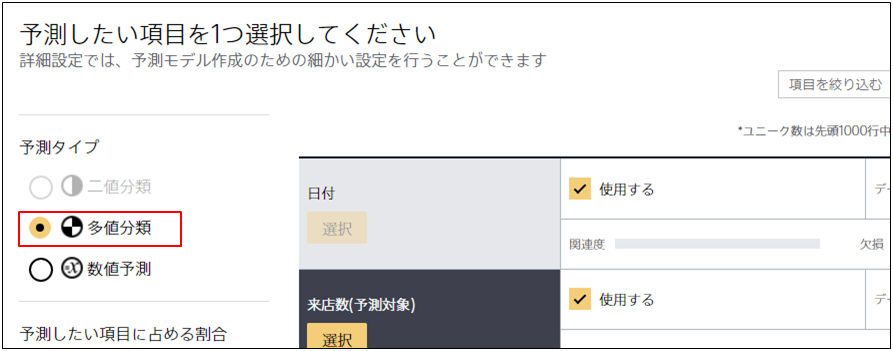 予測したい項目を1つ選択してください
詳細設定では、予測モデル作成のための細かい設定を行うことができます
項目を絞り込む
*ユニーク数は先頭1000行中
予測タイプ
二値分類
多値分類
数値予測
予測したい項目に占める割合
日付
選択
使用する
デー
関連度
欠損
来店数(予測対象)
選択
使用する
デー